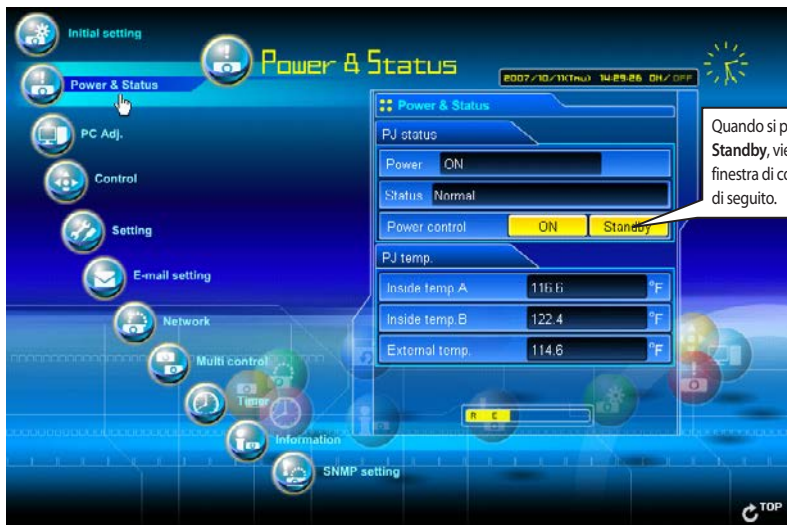 Initial setting
Power & Status
Power & Status
2007/10/11(Thu) 14:29:26 ON/OFF
PC Adj.
Control
Setting
E-mail setting
Network
Multi control
Timer
Information
SNMP setting
Power & Status
PJ status
Power ON
Status Normal
Power control ON Standby
PJ temp.
Inside temp.A 116.6 °F
Inside temp.B 122.4 °F
External temp. 114.6 °F
R E
Quando si p
Standby, vie
finestra di co
di seguito.
TOP